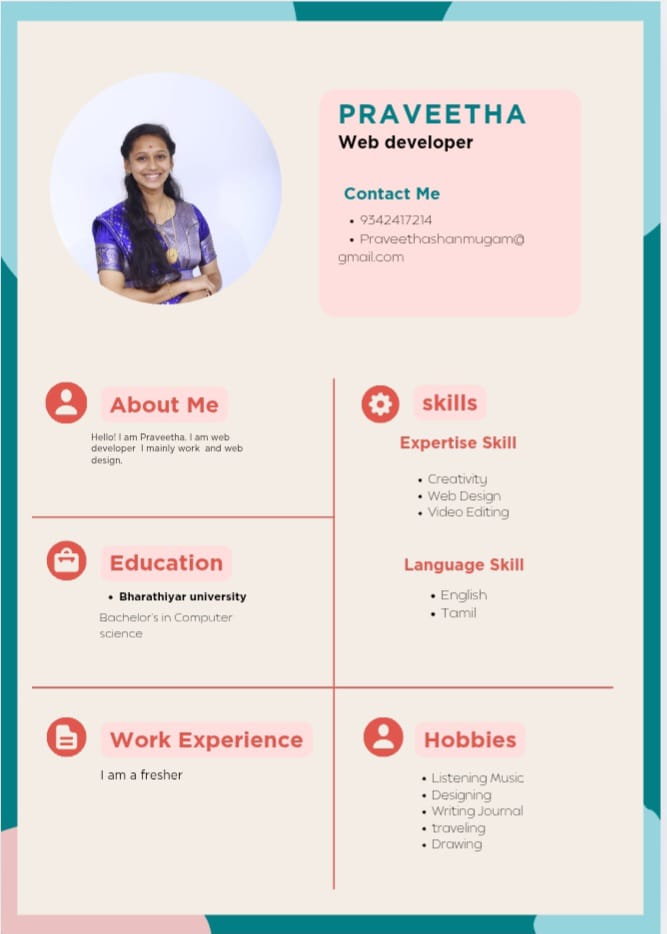 PRAVEETHA
Web developer
Contact Me
• 9342417214
• Praveethashanmugam@
gmail.com
About Me
Hello! I am Praveetha. I am web
developer I mainly work and web
design.
Education
• Bharathiyar university
Bachelor's in Computer
science
Work Experience
I am a fresher
skills
Expertise Skill
• Creativity
• Web Design
• Video Editing
Language Skill
• English
• Tamil
Hobbies
• Listening Music
• Designing
• Writing Journal
• traveling
• Drawing